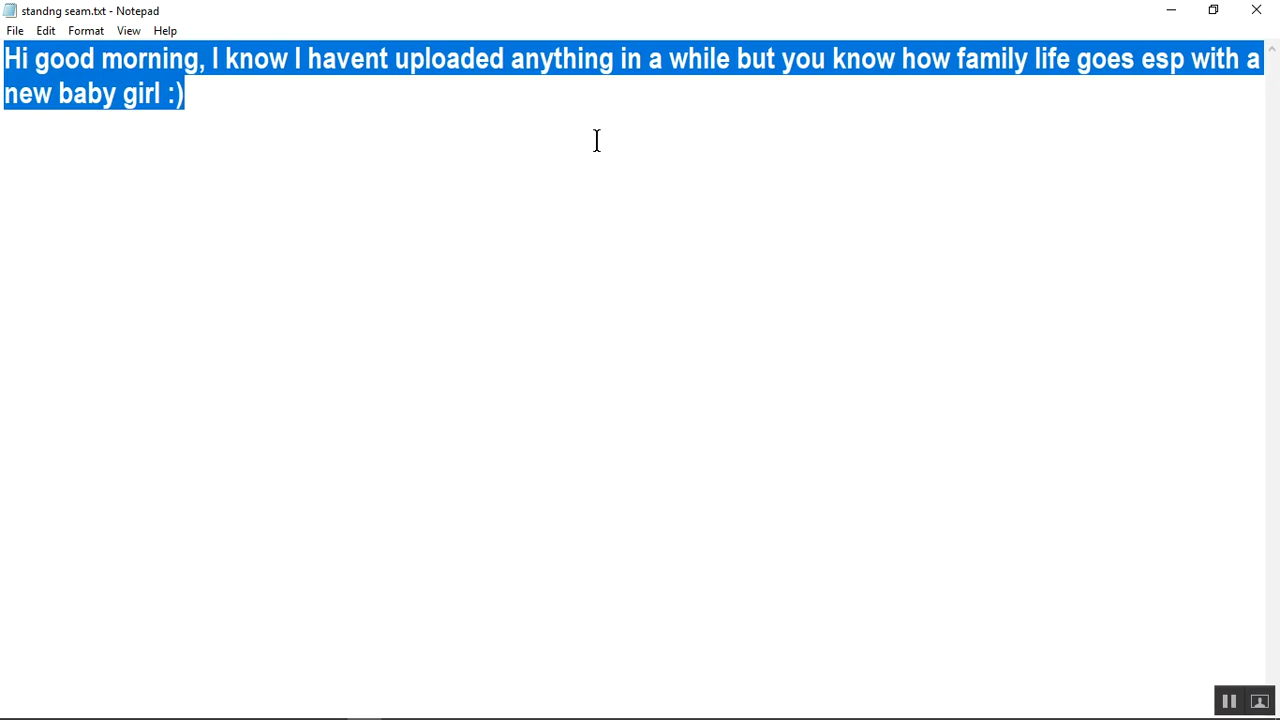 standng seam.txt - Notepad
File Edit Format View Help
Hi good morning, I know I havent uploaded anything in a while but you know how family life goes esp with a
new baby girl :)